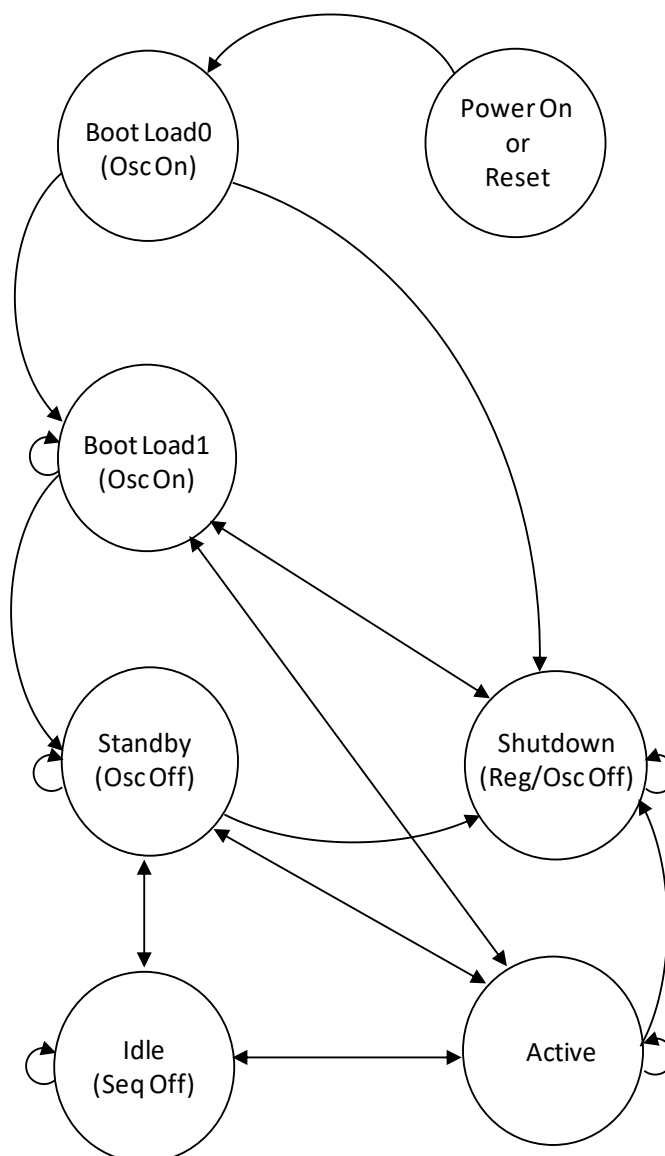 Boot Load0
(Osc On)
Power On
or
Reset
Boot Load1
(Osc On)
Standby
(Osc Off)
Shutdown
(Reg/Osc Off)
Idle
(Seq Off)
Active